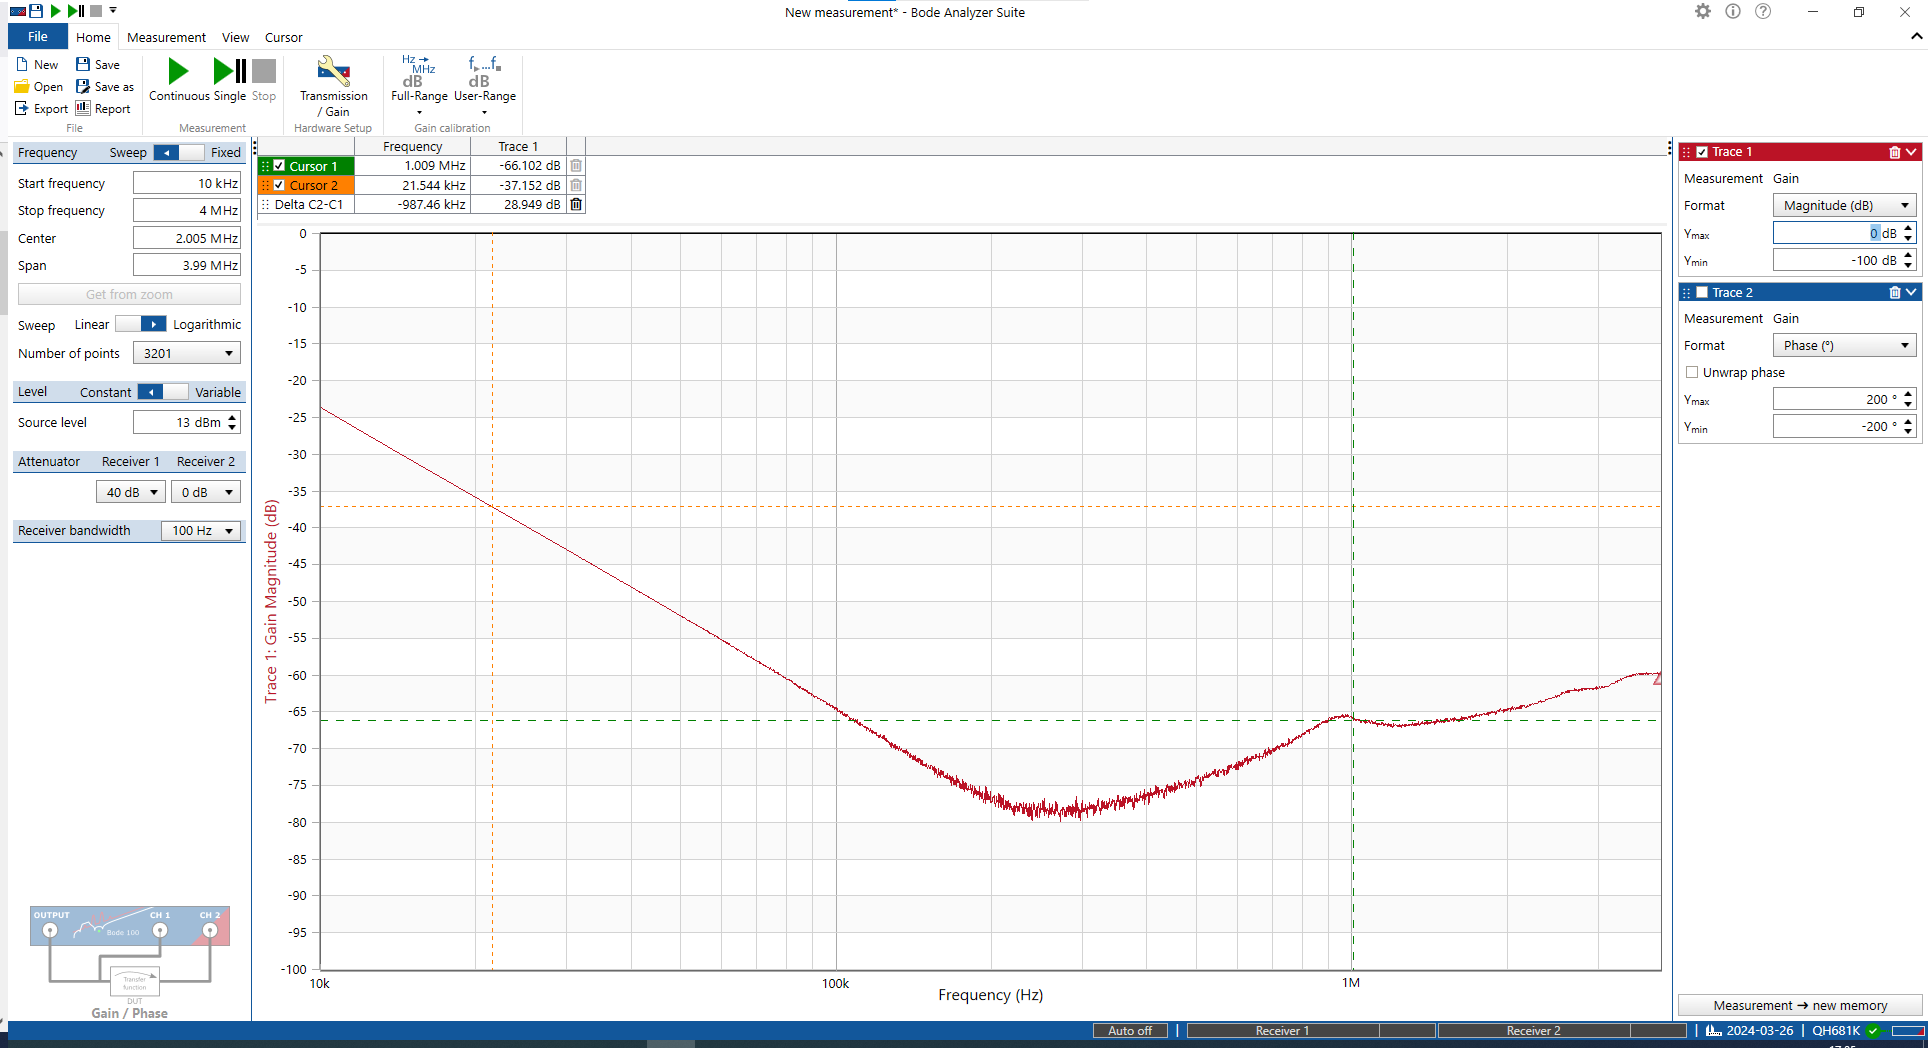 New measurement* - Bode Analyzer Suite
File Home Measurement View Cursor
New Save
Open Save as
Export Report
File
Continuous Single Stop
Measurement
Transmission
/ Gain
Hardware Setup
Hz →
MHz
dB
Full-Range
f▸...f■
dB
User-Range
Gain calibration
Frequency Sweep Fixed
Start frequency 10 kHz
Stop frequency 4 MHz
Center 2.005 MHz
Span 3.99 MHz
Get from zoom
Sweep Linear Logarithmic
Number of points 3201
Level Constant Variable
Source level 13 dBm
Attenuator Receiver 1 Receiver 2
40 dB 0 dB
Receiver bandwidth 100 Hz
OUTPUT CH 1 CH 2
Bode 100
Transfer
function
DUT
Gain / Phase
Frequency Trace 1
Cursor 1 1.009 MHz -66.102 dB
Cursor 2 21.544 kHz -37.152 dB
Delta C2-C1 -987.46 kHz 28.949 dB
Trace 1: Gain Magnitude (dB)
0
-5
-10
-15
-20
-25
-30
-35
-40
-45
-50
-55
-60
-65
-70
-75
-80
-85
-90
-95
-100
10k 100k 1M
Frequency (Hz)
Trace 1
Measurement Gain
Format Magnitude (dB)
Ymax 0 dB
Ymin -100 dB
Trace 2
Measurement Gain
Format Phase (°)
Unwrap phase
Ymax 200 °
Ymin -200 °
Measurement → new memory
Auto off | Receiver 1 Receiver 2 | 2024-03-26 | QH681K